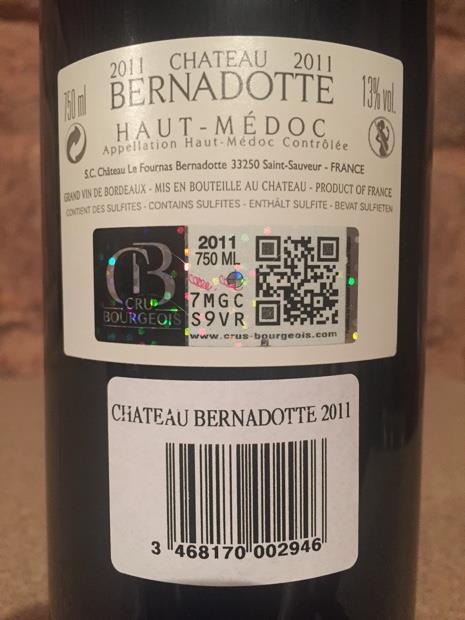 2011 CHATEAU 2011
750 ml BERNADOTTE 13% vol.
HAUT-MÉDOC
Appellation Haut-Médoc Contrôlée
S.C. Château Le Fournas Bernadotte 33250 Saint-Sauveur - FRANCE
GRAND VIN DE BORDEAUX - MIS EN BOUTEILLE AU CHATEAU - PRODUCT OF FRANCE
CONTIENT DES SULFITES - CONTAINS SULFITES - ENTHÄLT SULFITE - BEVAT SULFIETEN
CB
CRUS
BOURGEOIS
2011
750 ML
7MGC
S9VR
www.crus-bourgeois.com
CHATEAU BERNADOTTE 2011
3 468170 002946